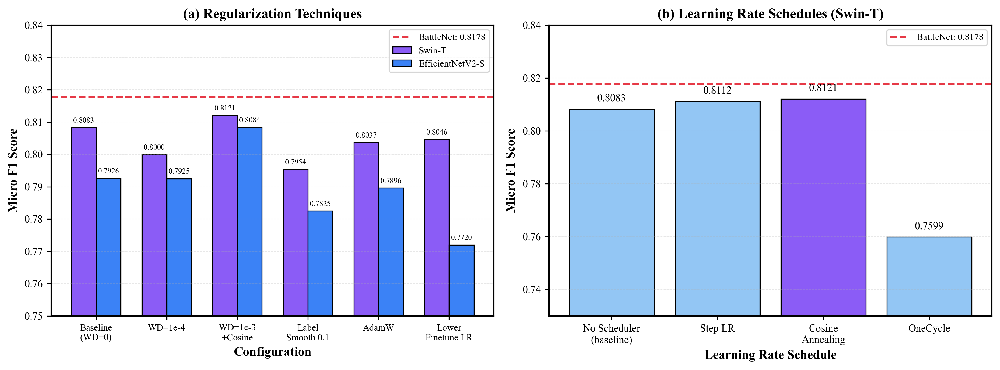 (a) Regularization Techniques
Micro F1 Score
0.84
0.83
0.82
0.81
0.80
0.79
0.78
0.77
0.76
0.75
BattleNet: 0.8178
Swin-T
EfficientNetV2-S
0.8083
0.7926
0.8000
0.7925
0.8121
0.8084
0.7954
0.7825
0.8037
0.7896
0.8046
0.7720
Baseline
(WD=0)
WD=1e-4
WD=1e-3
+Cosine
Label
Smooth 0.1
AdamW
Lower
Finetune LR
Configuration
(b) Learning Rate Schedules (Swin-T)
Micro F1 Score
0.84
0.82
0.80
0.78
0.76
0.74
BattleNet: 0.8178
0.8083
0.8112
0.8121
0.7599
No Scheduler
(baseline)
Step LR
Cosine
Annealing
OneCycle
Learning Rate Schedule